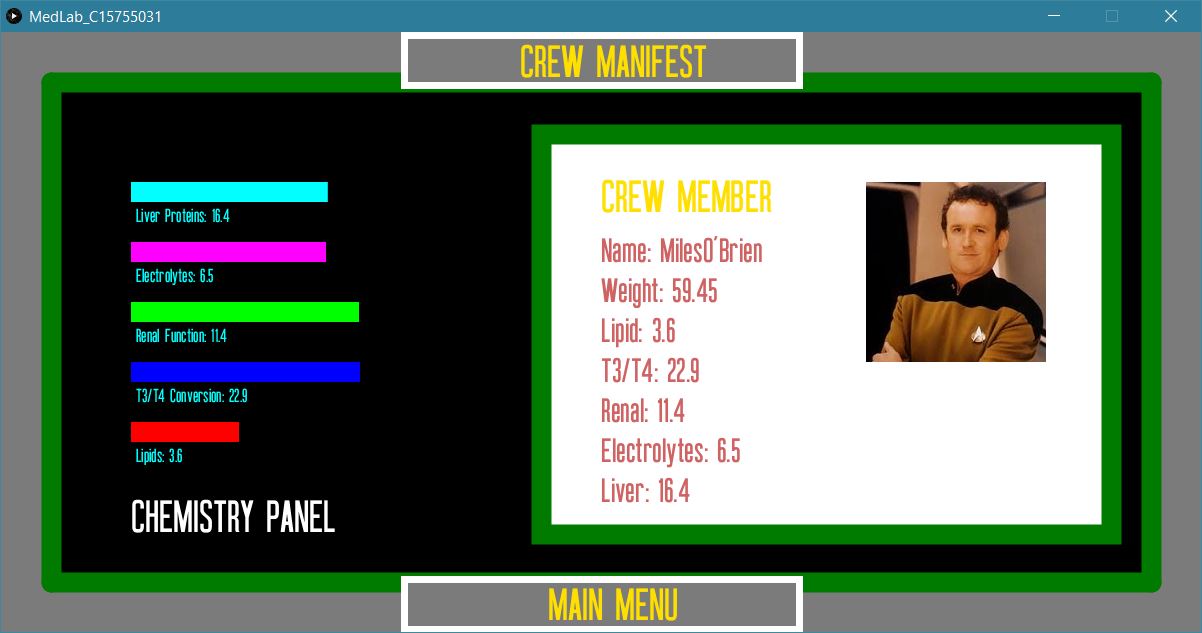 MedLab_C15755031
CREW MANIFEST
Liver Proteins: 16.4
Electrolytes: 6.5
Renal Function: 11.4
T3/T4 Conversion: 22.9
Lipids: 3.6
CHEMISTRY PANEL
CREW MEMBER
Name: MilesO'Brien
Weight: 59.45
Lipid: 3.6
T3/T4: 22.9
Renal: 11.4
Electrolytes: 6.5
Liver: 16.4
MAIN MENU